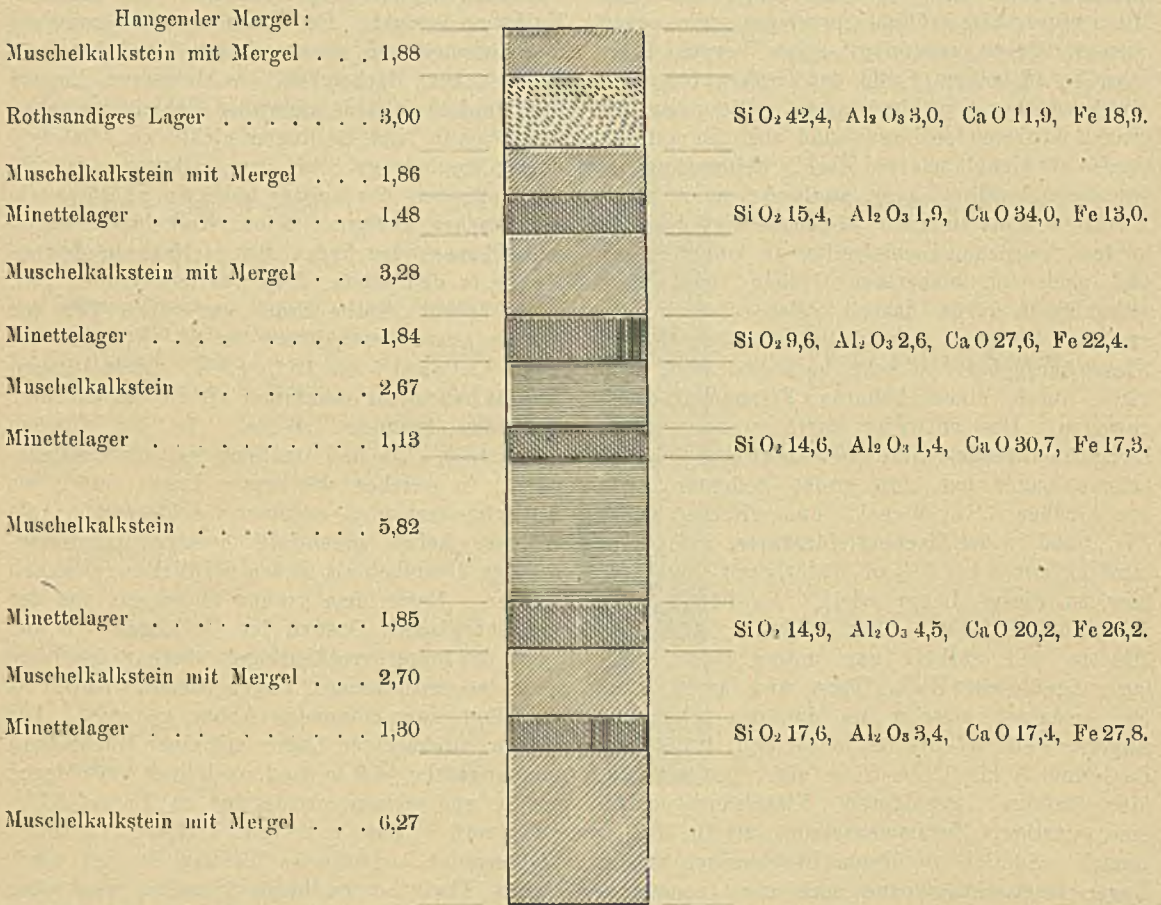 Hangender Mergel:
Muschelkalkstein mit Mergel . . . 1,88
Rothsandiges Lager . . . . . . . 3,00 SiO₂ 42,4, Al₂O₃ 3,0, CaO 11,9, Fe 18,9.
Muschelkalkstein mit Mergel . . . 1,86
Minettelager . . . . . . . . . . 1,48 SiO₂ 15,4, Al₂O₃ 1,9, CaO 34,0, Fe 13,0.
Muschelkalkstein mit Mergel . . . 3,28
Minettelager . . . . . . . . . 1,84 SiO₂ 9,6, Al₂O₃ 2,6, CaO 27,6, Fe 22,4.
Muschelkalkstein . . . . . . . . 2,67
Minettelager . . . . . . . . . . 1,13 SiO₂ 14,6, Al₂O₃ 1,4, CaO 30,7, Fe 17,3.
Muschelkalkstein . . . . . . . . 5,82
Minettelager . . . . . . . . . . 1,85 SiO₂ 14,9, Al₂O₃ 4,5, CaO 20,2, Fe 26,2.
Muschelkalkstein mit Mergel . . . 2,70
Minettelager . . . . . . . . . 1,30 SiO₂ 17,6, Al₂O₃ 3,4, CaO 17,4, Fe 27,8.
Muschelkalkstein mit Mergel . . . 6,27